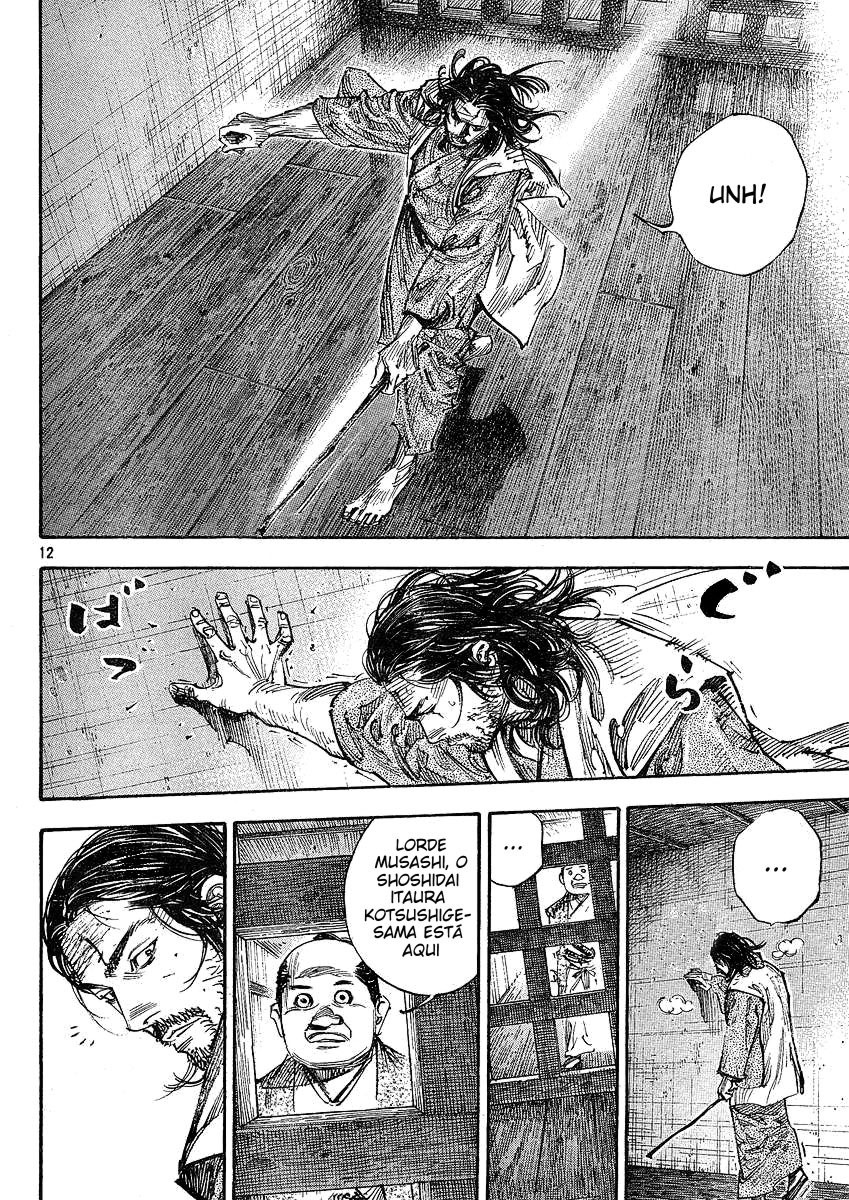 UNH!
12
ぐ
ら
ばっ
...
...
LORDE
MUSASHI, O
SHOSHIDAI
ITAURA
KOTSUSHIGE-
SAMA ESTÁ
AQUI